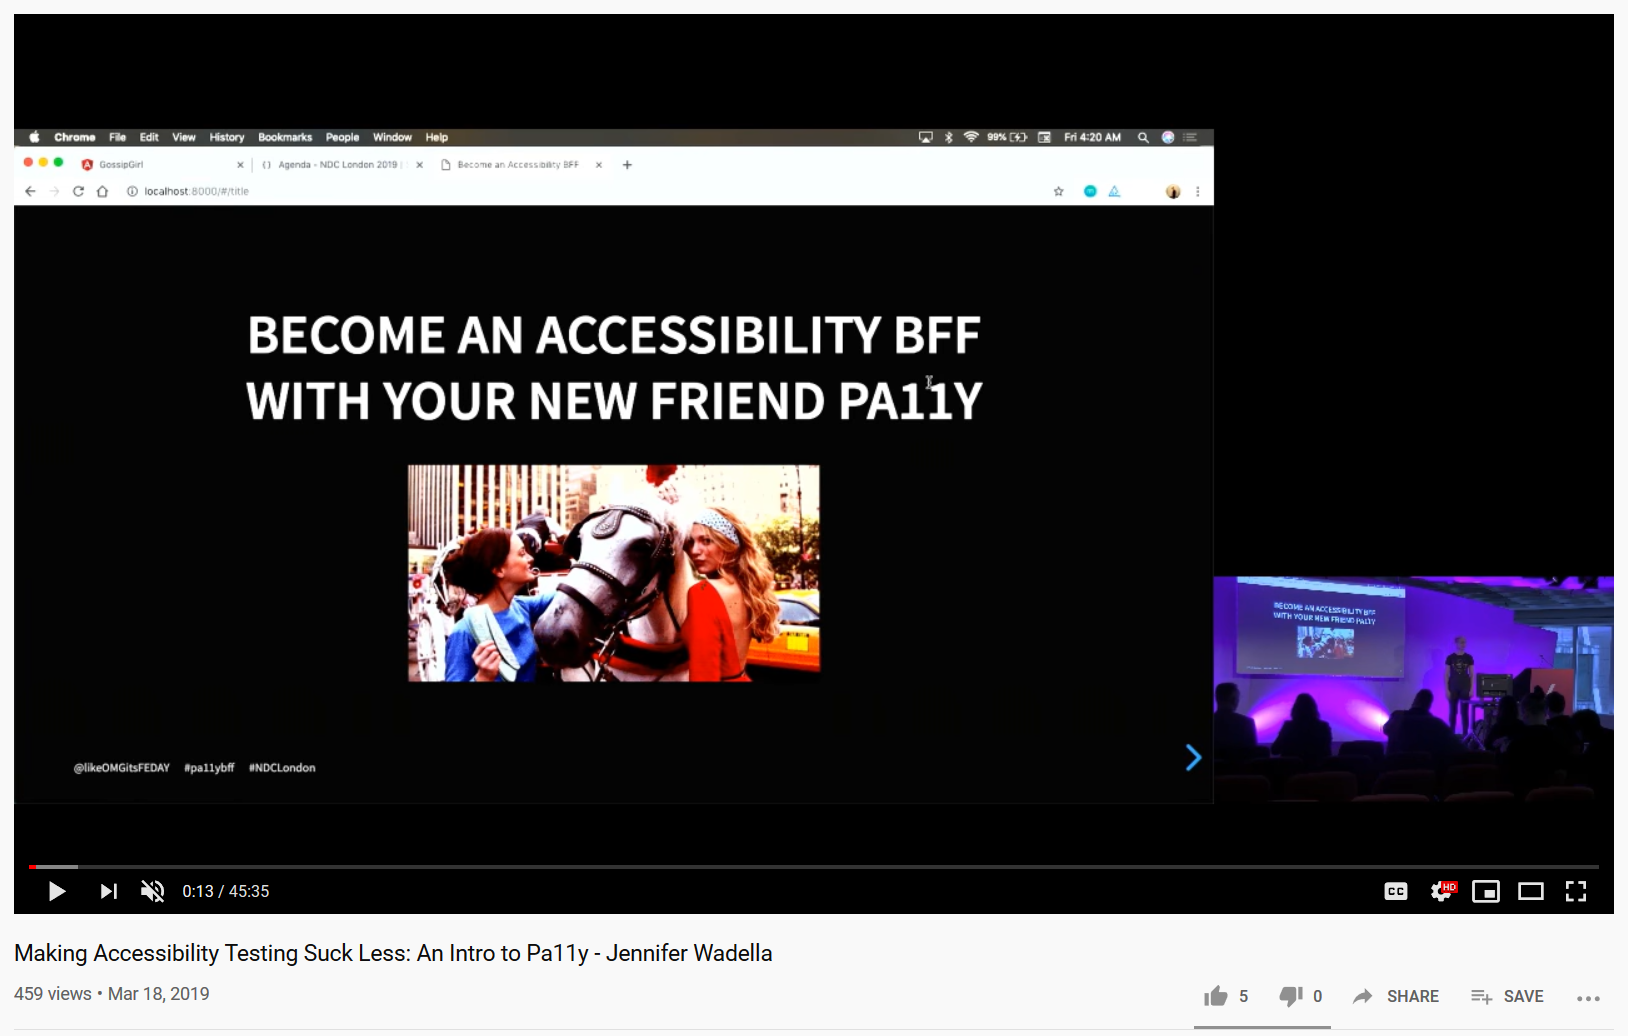 Chrome File Edit View History Bookmarks People Window Help 99% Fri 4:20 AM
GossipGirl Agenda - NDC London 2019 Become an Accessibility BFF
localhost:8000/#/title
BECOME AN ACCESSIBILITY BFF
WITH YOUR NEW FRIEND PA11Y
BECOME AN ACCESSIBILITY BFF
WITH YOUR NEW FRIEND PA11Y
@likeOMGitsFEDAY #pa11ybff #NDCLondon
0:13 / 45:35 CC HD
Making Accessibility Testing Suck Less: An Intro to Pa11y - Jennifer Wadella
459 views • Mar 18, 2019
5 0 SHARE SAVE